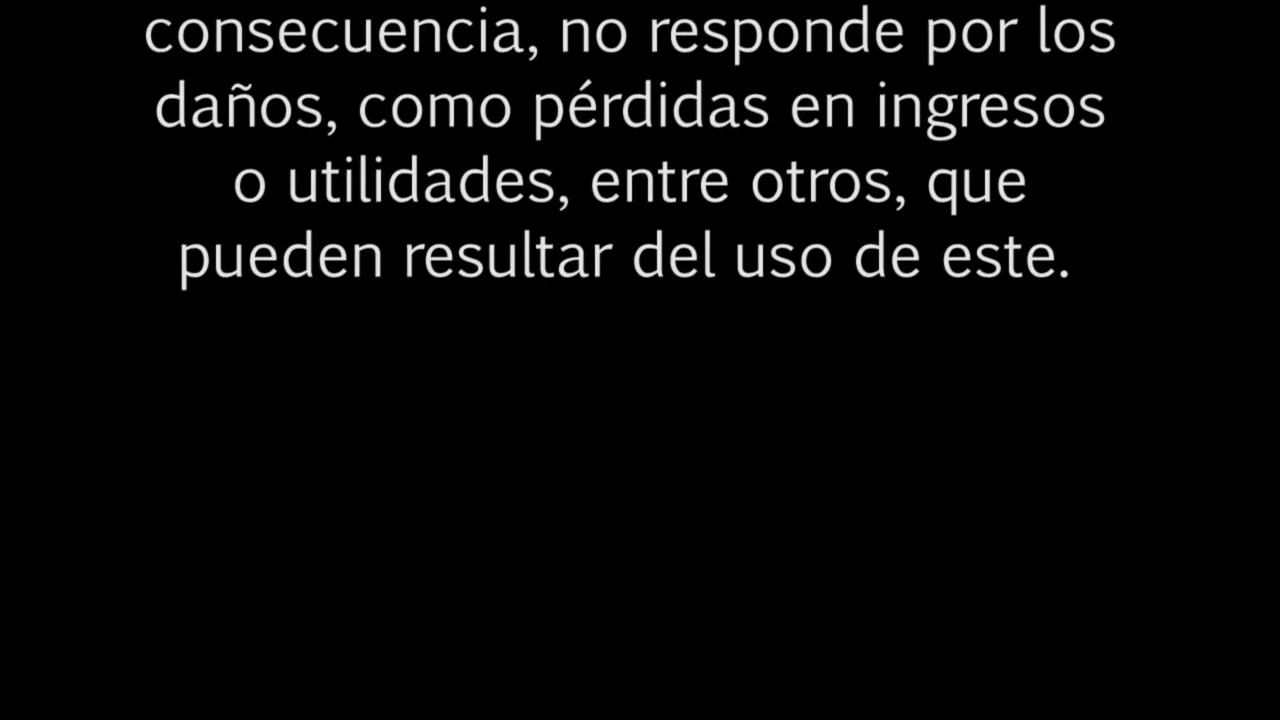 consecuencia, no responde por los
daños, como pérdidas en ingresos
o utilidades, entre otros, que
pueden resultar del uso de este.